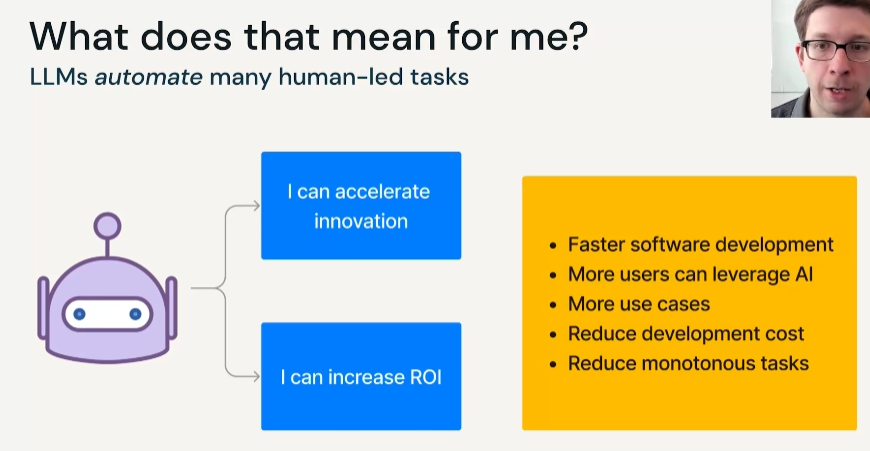 What does that mean for me?
LLMs automate many human-led tasks
I can accelerate
innovation
I can increase ROI
• Faster software development
• More users can leverage AI
• More use cases
• Reduce development cost
• Reduce monotonous tasks